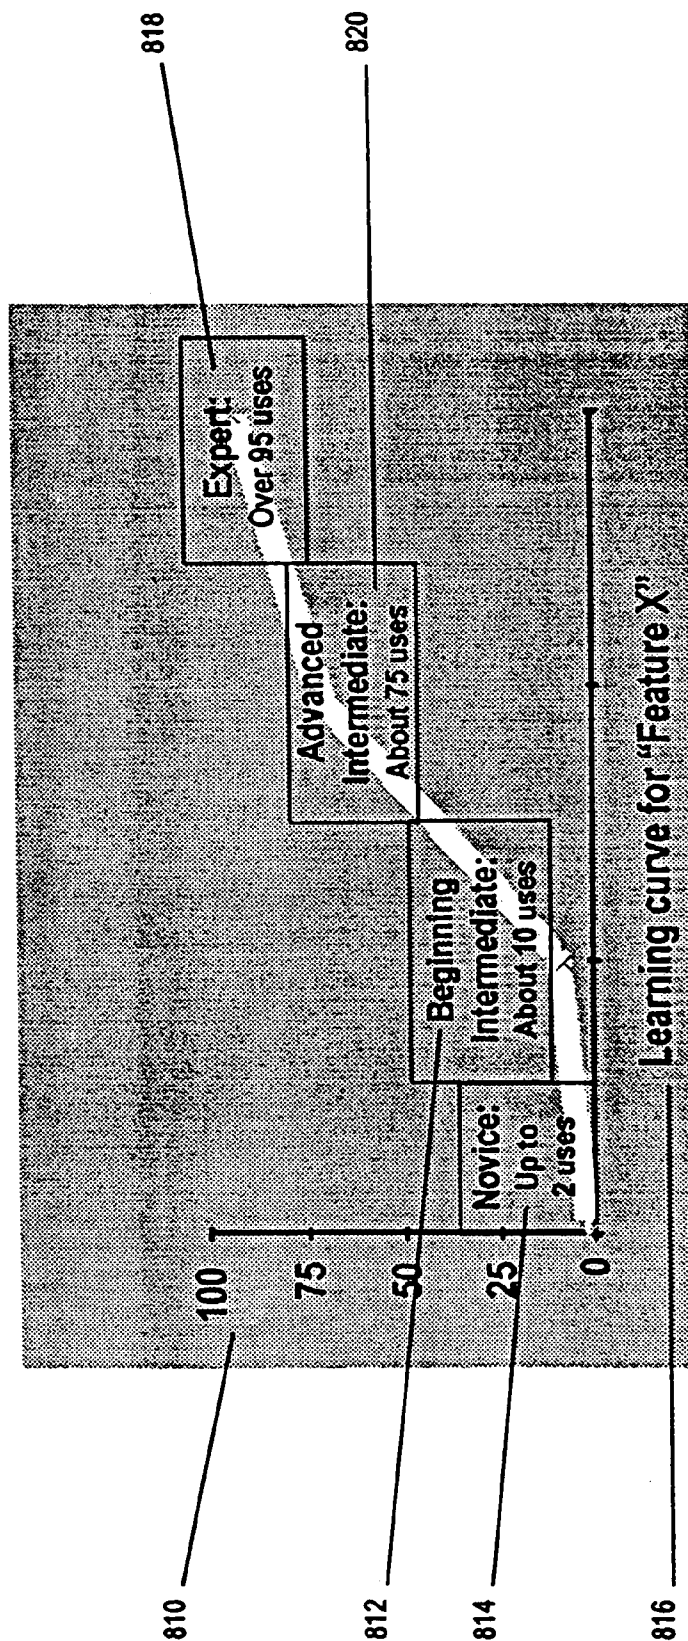 818
820
Expert:
Over 95 uses
Advanced
Intermediate:
About 75 uses
Beginning
Intermediate:
About 10 uses
Novice:
Up to
2 uses
100
75
50
25
0
Learning curve for "Feature X"
810
812
814
816